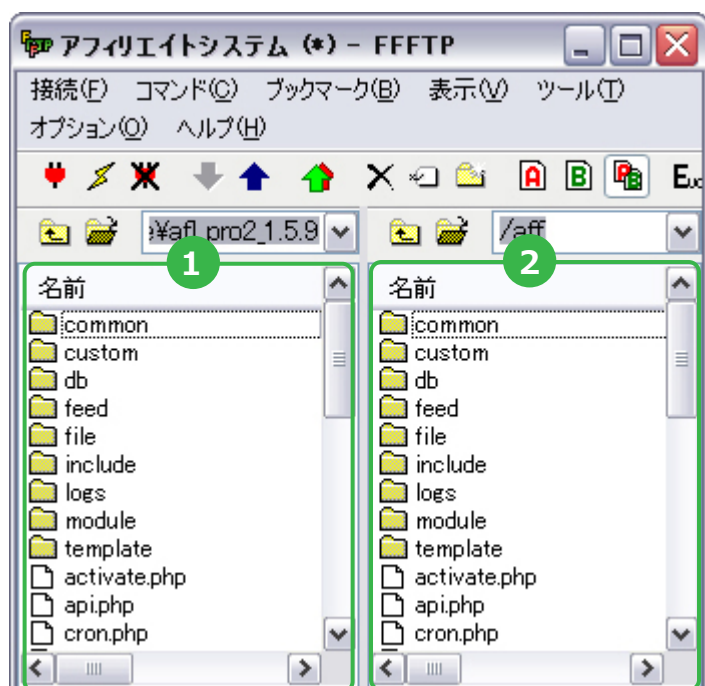 アフィリエイトシステム (*) - FFFTP
接続(F) コマンド(C) ブックマーク(B) 表示(V) ツール(T)
オプション(O) ヘルプ(H)
A B PB EUC
¥afl_pro2_1.5.9
/aff
1
名前
common
custom
db
feed
file
include
logs
module
template
activate.php
api.php
cron.php
2
名前
common
custom
db
feed
file
include
logs
module
template
activate.php
api.php
cron.php